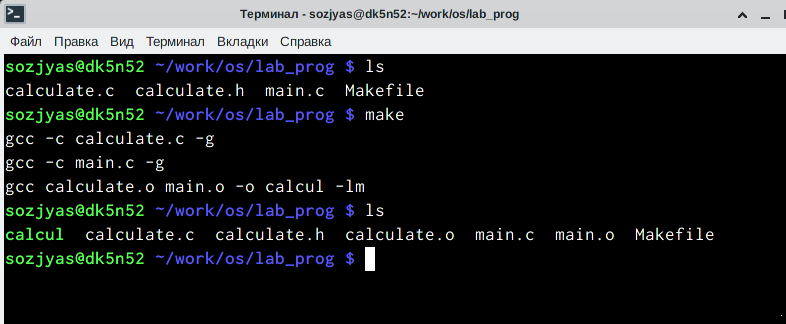 Терминал - sozjyas@dk5n52:~/work/os/lab_prog
Файл Правка Вид Терминал Вкладки Справка
sozjyas@dk5n52 ~/work/os/lab_prog $ ls
calculate.c calculate.h main.c Makefile
sozjyas@dk5n52 ~/work/os/lab_prog $ make
gcc -c calculate.c -g
gcc -c main.c -g
gcc calculate.o main.o -o calcul -lm
sozjyas@dk5n52 ~/work/os/lab_prog $ ls
calcul calculate.c calculate.h calculate.o main.c main.o Makefile
sozjyas@dk5n52 ~/work/os/lab_prog $